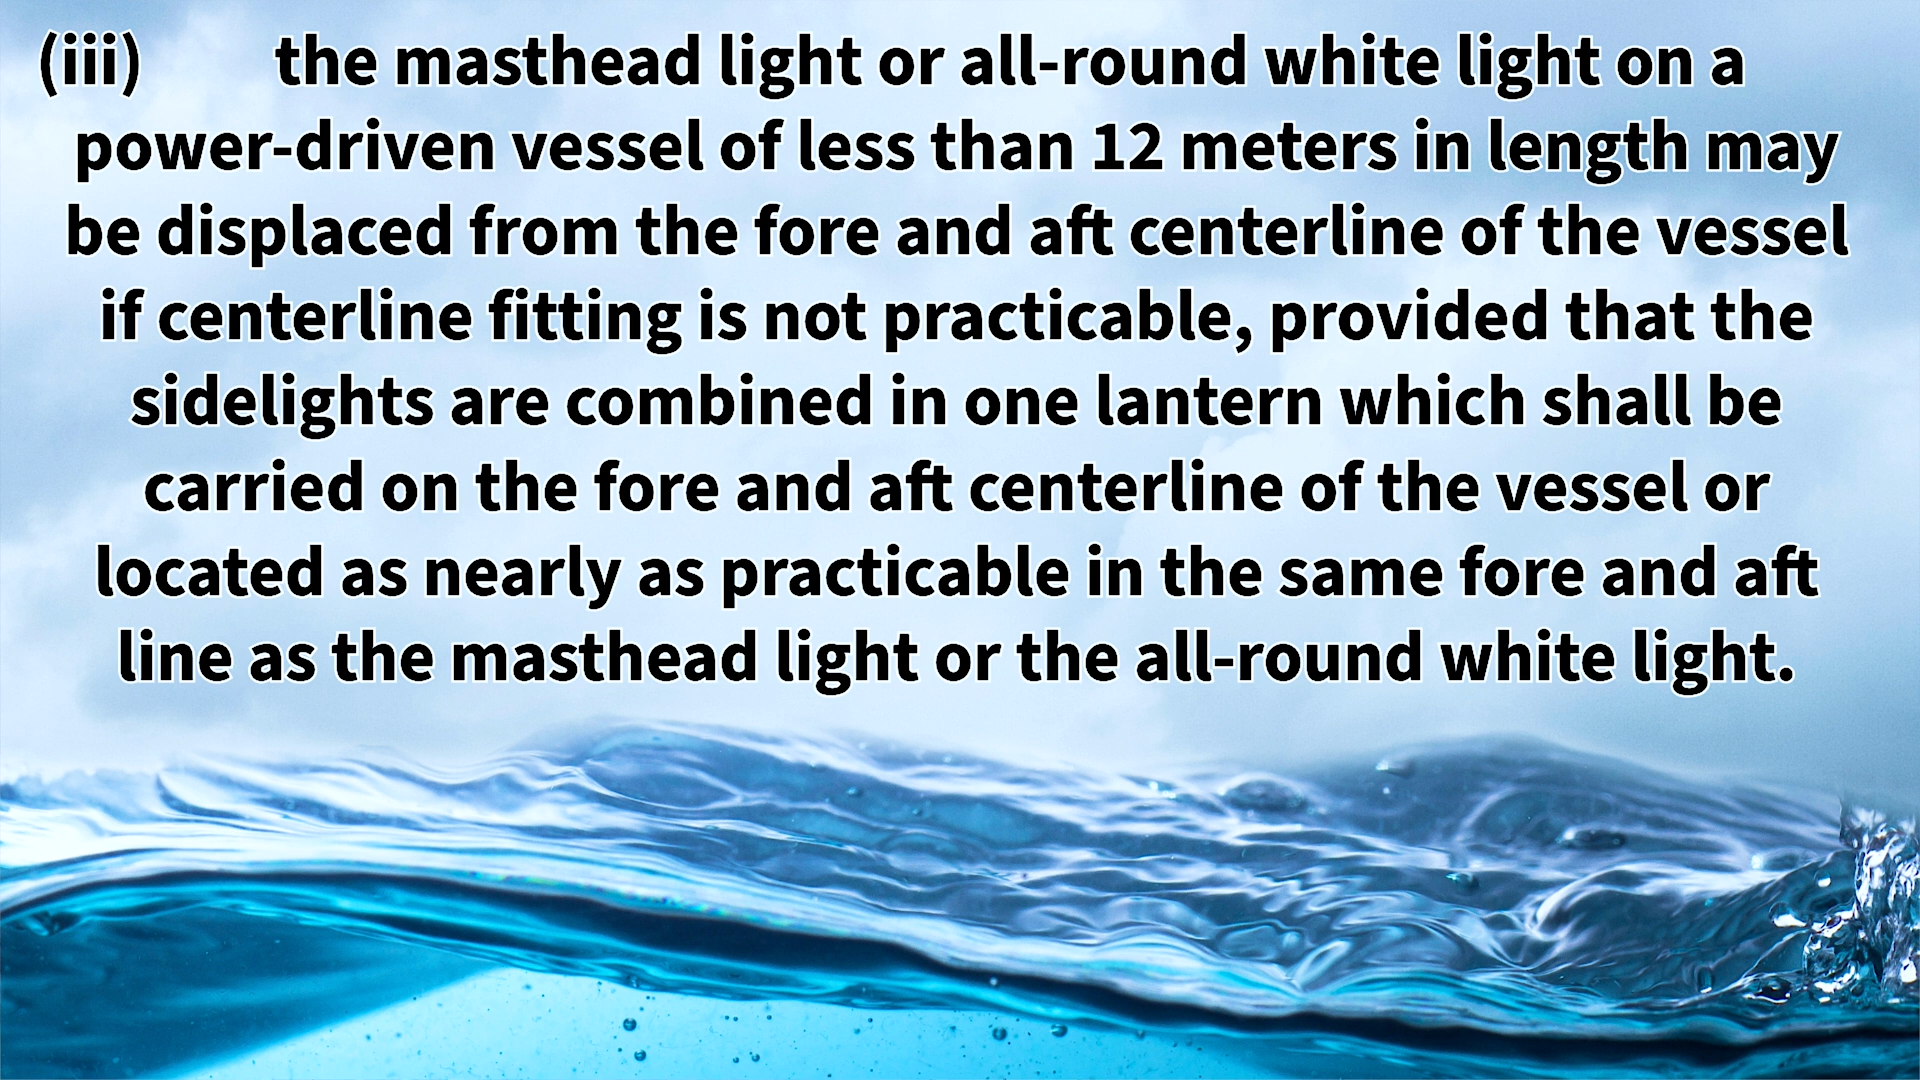 (iii) the masthead light or all-round white light on a
power-driven vessel of less than 12 meters in length may
be displaced from the fore and aft centerline of the vessel
if centerline fitting is not practicable, provided that the
sidelights are combined in one lantern which shall be
carried on the fore and aft centerline of the vessel or
located as nearly as practicable in the same fore and aft
line as the masthead light or the all-round white light.